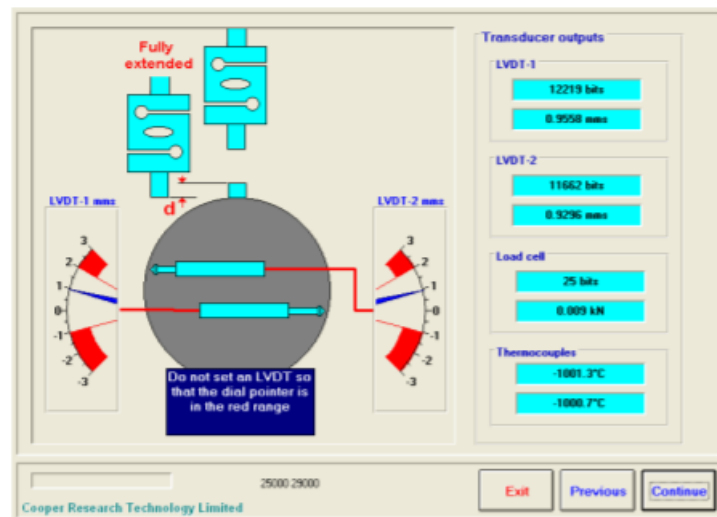 Fully
extended
d
LVDT-1 mms
3
2
1
0
-1
-2
-3
LVDT-2 mms
3
2
1
0
-1
-2
-3
Do not set an LVDT so
that the dial pointer is
in the red range
Transducer outputs
LVDT-1
12219 bits
0.9558 mms
LVDT-2
11662 bits
0.9296 mms
Load cell
25 bits
0.009 kN
Thermocouples
-1001.3°C
-1000.7°C
25000 29000
Cooper Research Technology Limited
Exit
Previous
Continue